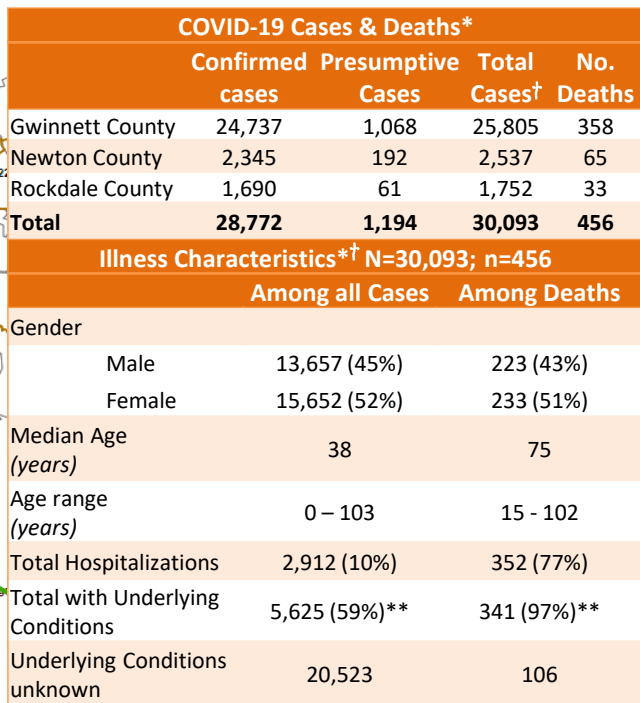 COVID-19 Cases & Deaths*
Confirmed cases Presumptive Cases Total Cases† No. Deaths
Gwinnett County 24,737 1,068 25,805 358
Newton County 2,345 192 2,537 65
Rockdale County 1,690 61 1,752 33
Total 28,772 1,194 30,093 456
Illness Characteristics*† N=30,093; n=456
Among all Cases Among Deaths
Gender
Male 13,657 (45%) 223 (43%)
Female 15,652 (52%) 233 (51%)
Median Age (years) 38 75
Age range (years) 0 – 103 15 - 102
Total Hospitalizations 2,912 (10%) 352 (77%)
Total with Underlying Conditions 5,625 (59%)** 341 (97%)**
Underlying Conditions unknown 20,523 106